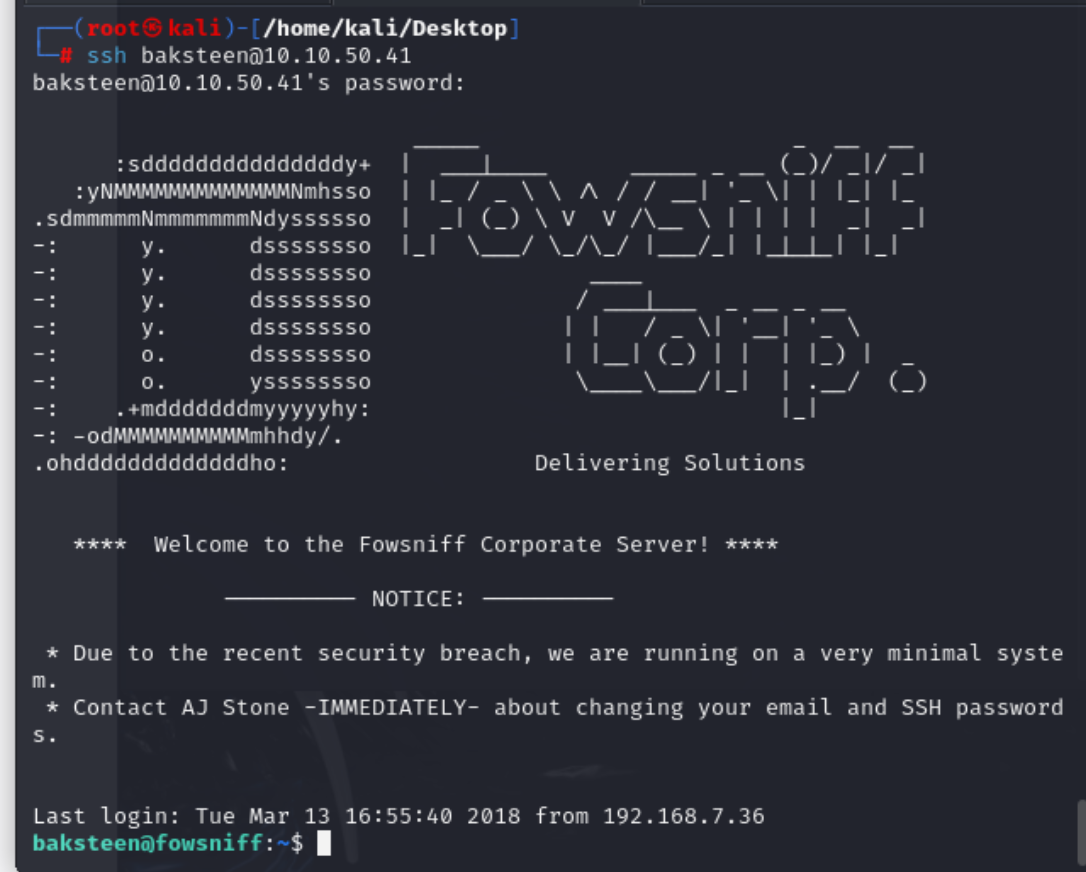 ┌──(root㉿kali)-[/home/kali/Desktop]
└─# ssh baksteen@10.10.50.41
baksteen@10.10.50.41's password:
Fowsniff
Corp.
:sdddddddddddddddy+
:yNMMMMMMMMMMMMMNmhsso
.sdmmmmmNmmmmmmmNdyssssso
-:      y.      dssssssso
-:      y.      dssssssso
-:      y.      dssssssso
-:      y.      dssssssso
-:      o.      dssssssso
-:      o.      yssssssso
-:    .+mdddddddmyyyyyhy:
-: -odMMMMMMMMMMmhhdy/.
.ohdddddddddddddho:                  Delivering Solutions
****  Welcome to the Fowsniff Corporate Server! ****
────────── NOTICE: ──────────
* Due to the recent security breach, we are running on a very minimal syste
m.
* Contact AJ Stone -IMMEDIATELY- about changing your email and SSH password
s.
Last login: Tue Mar 13 16:55:40 2018 from 192.168.7.36
baksteen@fowsniff:~$